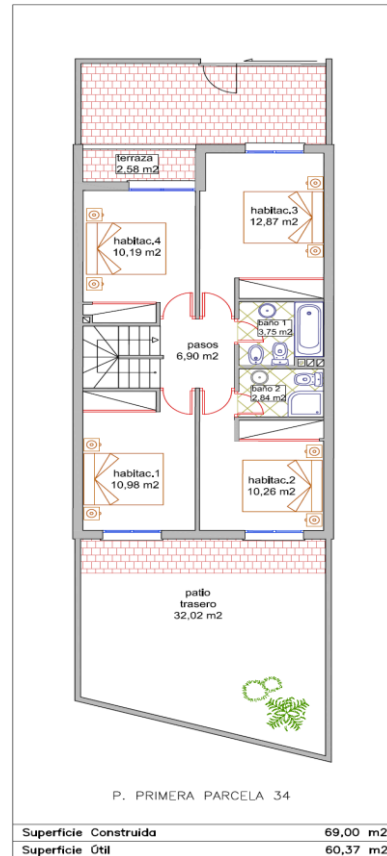 terraza
2,58 m2
habitac.3
12,87 m2
habitac.4
10,19 m2
baño 1
3,75 m2
pasos
6,90 m2
baño 2
2,84 m2
habitac.1
10,98 m2
habitac.2
10,26 m2
patio
trasero
32,02 m2
P. PRIMERA PARCELA 34
Superficie Construida 69,00 m2
Superficie Útil 60,37 m2